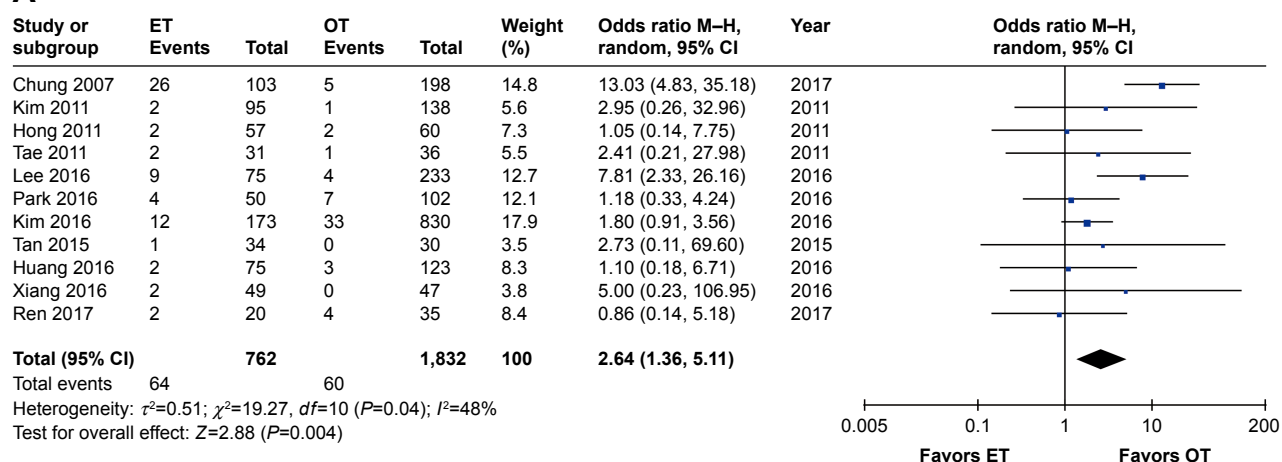 Study or subgroup ET Events Total OT Events Total Weight (%) Odds ratio M–H, random, 95% CI Year Odds ratio M–H, random, 95% CI
Chung 2007 26 103 5 198 14.8 13.03 (4.83, 35.18) 2017
Kim 2011 2 95 1 138 5.6 2.95 (0.26, 32.96) 2011
Hong 2011 2 57 2 60 7.3 1.05 (0.14, 7.75) 2011
Tae 2011 2 31 1 36 5.5 2.41 (0.21, 27.98) 2011
Lee 2016 9 75 4 233 12.7 7.81 (2.33, 26.16) 2016
Park 2016 4 50 7 102 12.1 1.18 (0.33, 4.24) 2016
Kim 2016 12 173 33 830 17.9 1.80 (0.91, 3.56) 2016
Tan 2015 1 34 0 30 3.5 2.73 (0.11, 69.60) 2015
Huang 2016 2 75 3 123 8.3 1.10 (0.18, 6.71) 2016
Xiang 2016 2 49 0 47 3.8 5.00 (0.23, 106.95) 2016
Ren 2017 2 20 4 35 8.4 0.86 (0.14, 5.18) 2017
Total (95% CI) 762 1,832 100 2.64 (1.36, 5.11)
Total events 64 60
Heterogeneity: τ²=0.51; χ²=19.27, df=10 (P=0.04); I²=48%
Test for overall effect: Z=2.88 (P=0.004)
0.005 0.1 1 10 200
Favors ET Favors OT